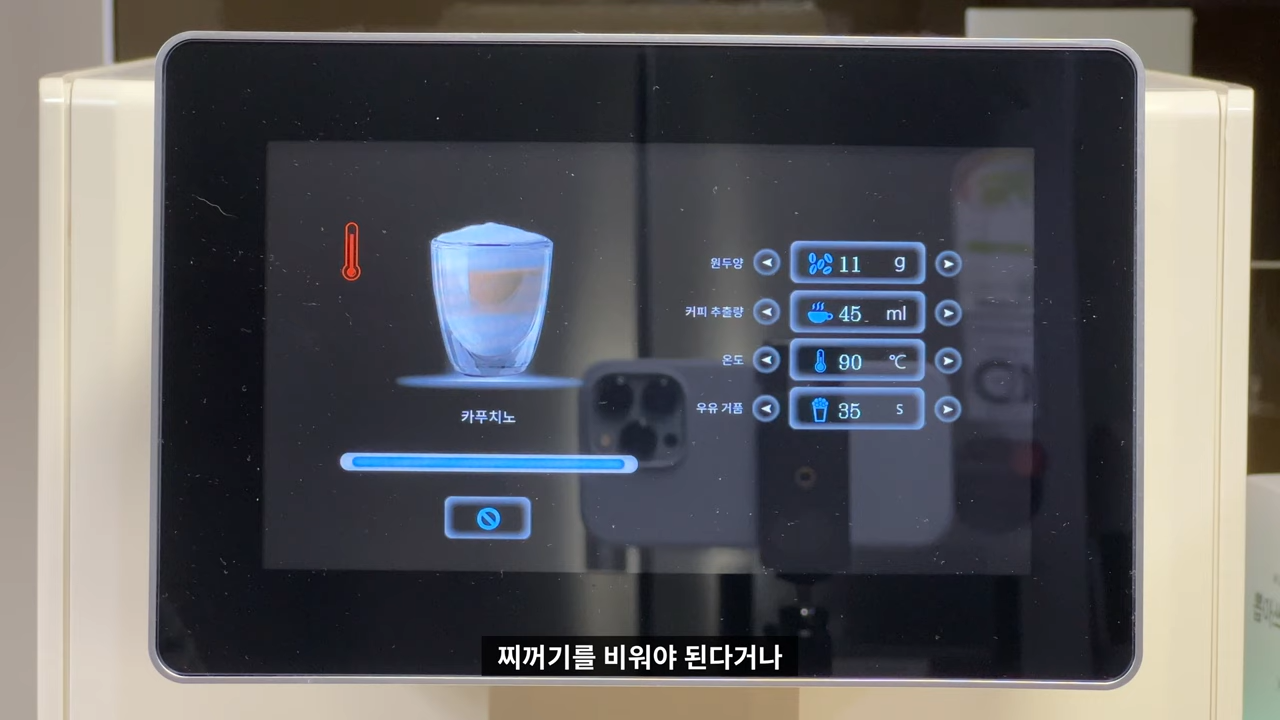 원두양
11 g
커피 추출량
45 ml
온도
90 ℃
우유 거품
35 s
카푸치노
찌꺼기를 비워야 된다거나